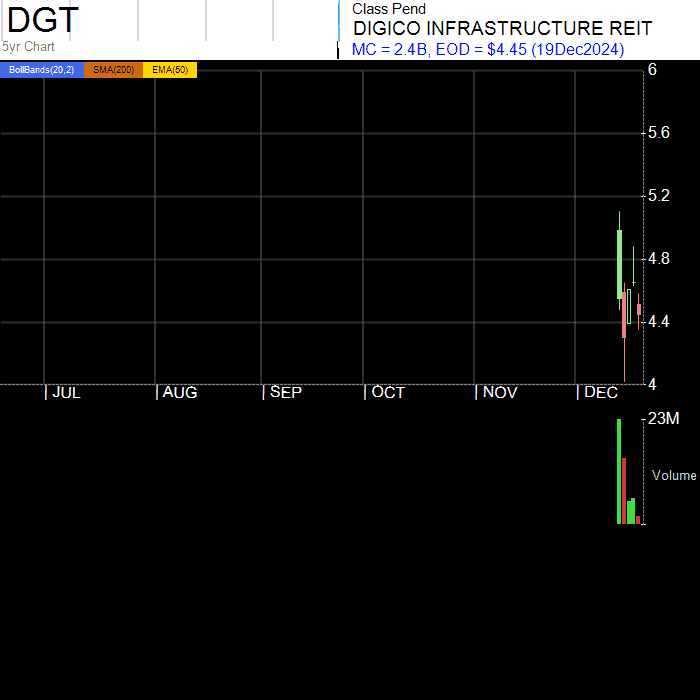 DGT
5yr Chart
Class Pend
DIGICO INFRASTRUCTURE REIT
MC = 2.4B, EOD = $4.45 (19Dec2024)
BollBands(20,2) SMA(200) EMA(50)
6
5.6
5.2
4.8
4.4
4
| JUL | AUG | SEP | OCT | NOV | DEC
23M
Volume